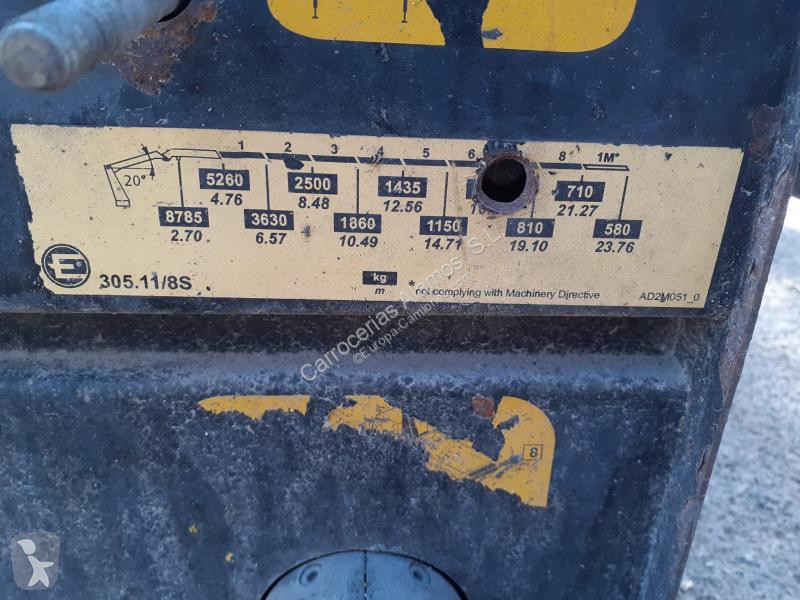 1 2 3 4 5 6 8 1M*
20°
5260 2500 1435 710
4.76 8.48 12.56 21.27
8785 3630 1860 1150 810 580
2.70 6.57 10.49 14.71 19.10 23.76
E
305.11/8S
kg
m
* not complying with Machinery Directive
AD2M051_0
Carrocerias Alamos S.L.
8